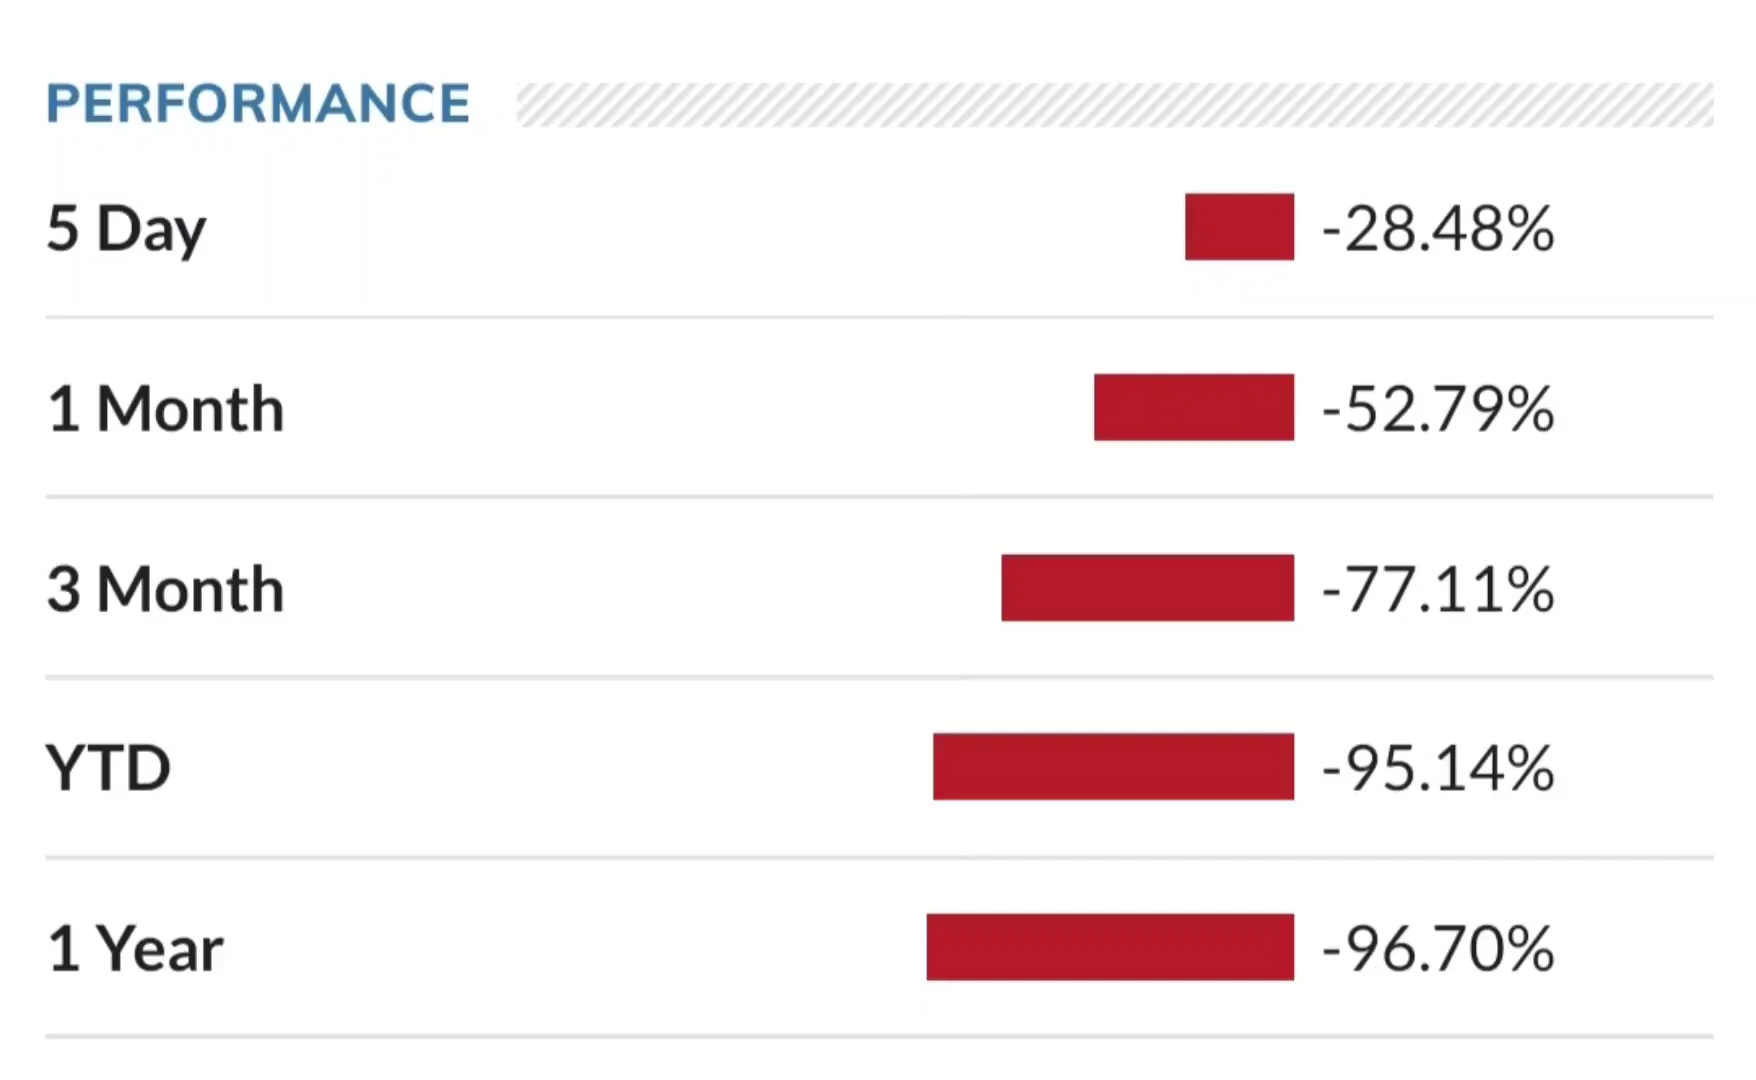 PERFORMANCE
5 Day -28.48%
1 Month -52.79%
3 Month -77.11%
YTD -95.14%
1 Year -96.70%